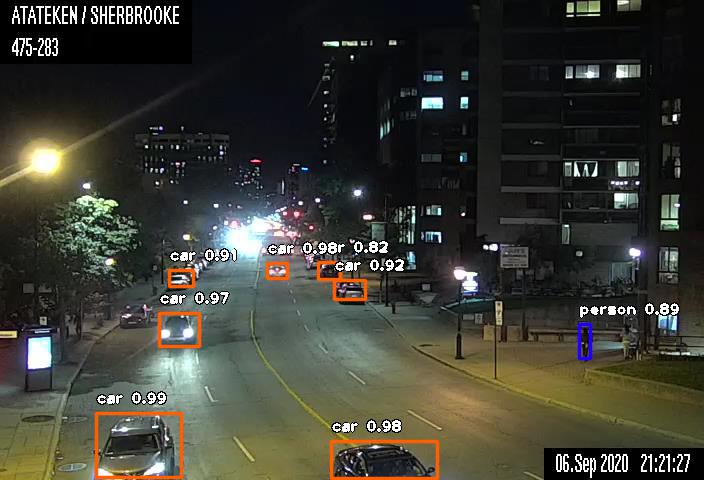 ATATEKEN / SHERBROOKE
475-283
car 0.91
car 0.98
r 0.82
car 0.92
car 0.97
person 0.89
car 0.99
car 0.98
06.Sep 2020 21:21:27